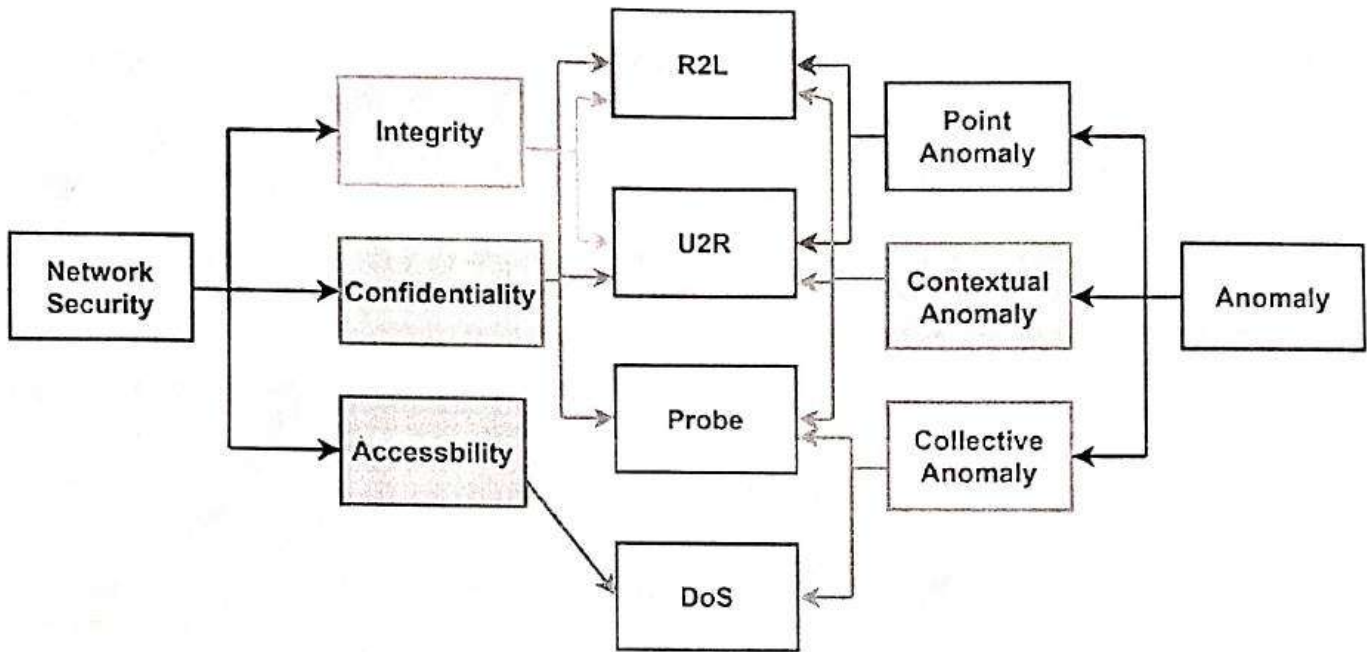 Network
Security
Integrity
Confidentiality
Accessbility
R2L
U2R
Probe
DoS
Point
Anomaly
Contextual
Anomaly
Collective
Anomaly
Anomaly